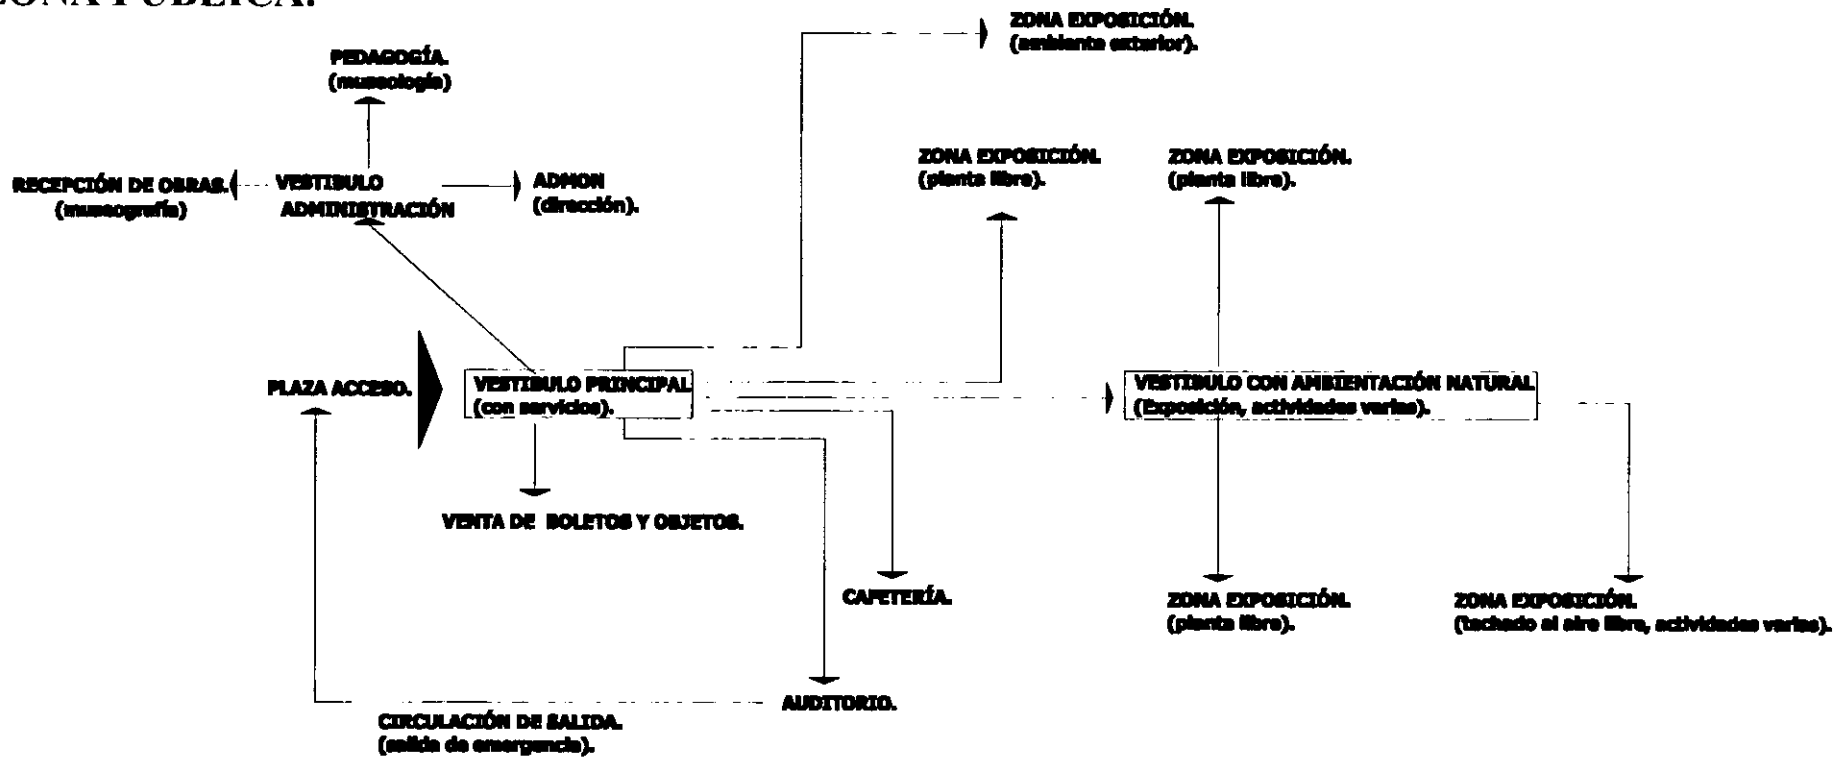 ZONA PÚBLICA.
ZONA EXPOSICIÓN.
(ambiente exterior).
PEDAGOGÍA.
(museología)
ZONA EXPOSICIÓN.
(planta libre).
ZONA EXPOSICIÓN.
(planta libre).
RECEPCIÓN DE OBRAS.
(museografía)
VESTIBULO
ADMINISTRACIÓN
ADMON
(dirección).
PLAZA ACCESO.
VESTIBULO PRINCIPAL
(con servicios).
VESTIBULO CON AMBIENTACIÓN NATURAL
(Exposición, actividades varias).
VENTA DE BOLETOS Y OBJETOS.
CAFETERÍA.
ZONA EXPOSICIÓN.
(planta libre).
ZONA EXPOSICIÓN.
(techado al aire libre, actividades varias).
AUDITORIO.
CIRCULACIÓN DE SALIDA.
(salida de emergencia).